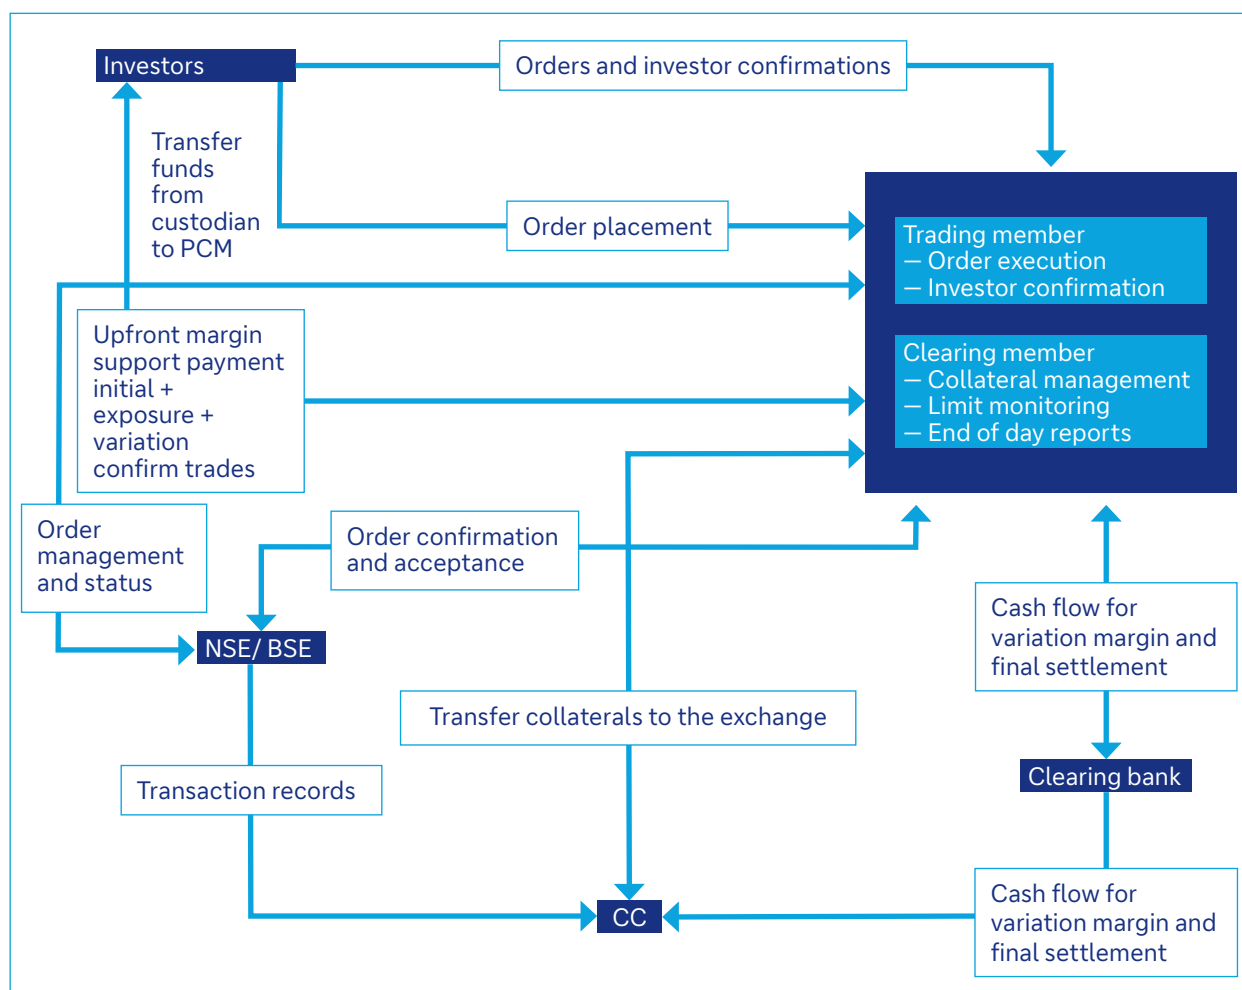 Investors
Orders and investor confirmations
Transfer
funds
from
custodian
to PCM
Order placement
Trading member
— Order execution
— Investor confirmation
Upfront margin
support payment
initial +
exposure +
variation
confirm trades
Clearing member
— Collateral management
— Limit monitoring
— End of day reports
Order
management
and status
Order confirmation
and acceptance
NSE/ BSE
Cash flow for
variation margin and
final settlement
Transfer collaterals to the exchange
Transaction records
Clearing bank
CC
Cash flow for
variation margin and
final settlement